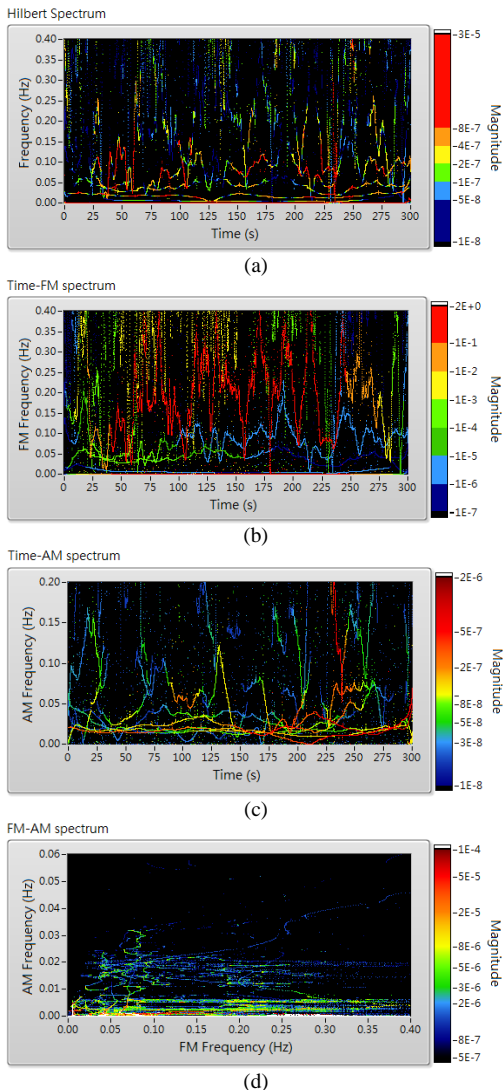 Hilbert Spectrum
Frequency (Hz)
0.40
0.35
0.30
0.25
0.20
0.15
0.10
0.05
0.00
0 25 50 75 100 125 150 175 200 225 250 275 300
Time (s)
3E-5
8E-7
4E-7
2E-7
1E-7
5E-8
1E-8
Magnitude
(a)
Time-FM spectrum
FM Frequency (Hz)
0.40
0.35
0.30
0.25
0.20
0.15
0.10
0.05
0.00
0 25 50 75 100 125 150 175 200 225 250 275 300
Time (s)
2E+0
1E-1
1E-2
1E-3
1E-4
1E-5
1E-6
1E-7
Magnitude
(b)
Time-AM spectrum
AM Frequency (Hz)
0.20
0.15
0.10
0.05
0.00
0 25 50 75 100 125 150 175 200 225 250 275 300
Time (s)
2E-6
5E-7
2E-7
8E-8
5E-8
3E-8
1E-8
Magnitude
(c)
FM-AM spectrum
AM Frequency (Hz)
0.06
0.05
0.04
0.03
0.02
0.01
0.00
0.00 0.05 0.10 0.15 0.20 0.25 0.30 0.35 0.40
FM Frequency (Hz)
1E-4
5E-5
2E-5
8E-6
5E-6
3E-6
2E-6
8E-7
5E-7
Magnitude
(d)